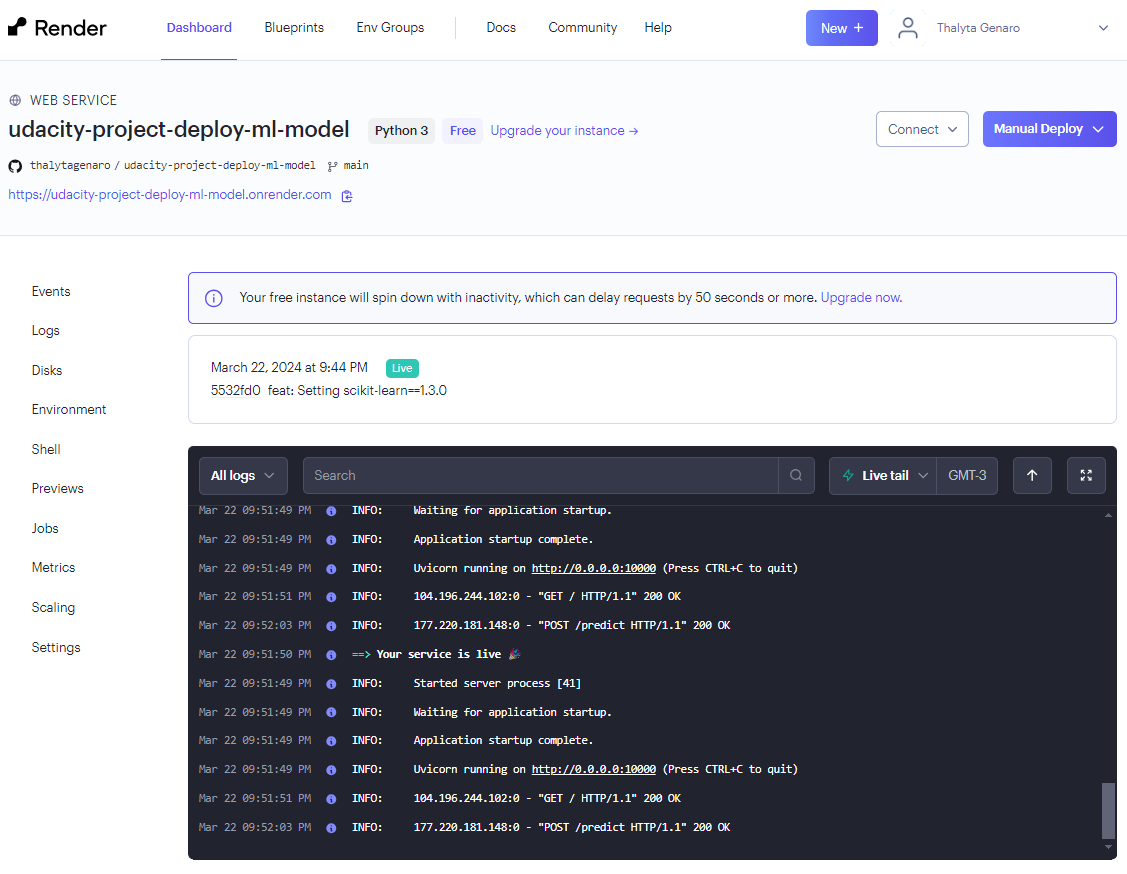 Render Dashboard Blueprints Env Groups Docs Community Help New + Thalyta Genaro
WEB SERVICE
udacity-project-deploy-ml-model Python 3 Free Upgrade your instance → Connect Manual Deploy
thalytagenaro / udacity-project-deploy-ml-model main
https://udacity-project-deploy-ml-model.onrender.com
Events
Logs
Disks
Environment
Shell
Previews
Jobs
Metrics
Scaling
Settings
Your free instance will spin down with inactivity, which can delay requests by 50 seconds or more. Upgrade now.
March 22, 2024 at 9:44 PM Live
5532fd0 feat: Setting scikit-learn==1.3.0
All logs Search Live tail GMT-3
Mar 22 09:51:49 PM INFO: Waiting for application startup.
Mar 22 09:51:49 PM INFO: Application startup complete.
Mar 22 09:51:49 PM INFO: Uvicorn running on http://0.0.0.0:10000 (Press CTRL+C to quit)
Mar 22 09:51:51 PM INFO: 104.196.244.102:0 - "GET / HTTP/1.1" 200 OK
Mar 22 09:52:03 PM INFO: 177.220.181.148:0 - "POST /predict HTTP/1.1" 200 OK
Mar 22 09:51:50 PM ==> Your service is live 🎉
Mar 22 09:51:49 PM INFO: Started server process [41]
Mar 22 09:51:49 PM INFO: Waiting for application startup.
Mar 22 09:51:49 PM INFO: Application startup complete.
Mar 22 09:51:49 PM INFO: Uvicorn running on http://0.0.0.0:10000 (Press CTRL+C to quit)
Mar 22 09:51:51 PM INFO: 104.196.244.102:0 - "GET / HTTP/1.1" 200 OK
Mar 22 09:52:03 PM INFO: 177.220.181.148:0 - "POST /predict HTTP/1.1" 200 OK